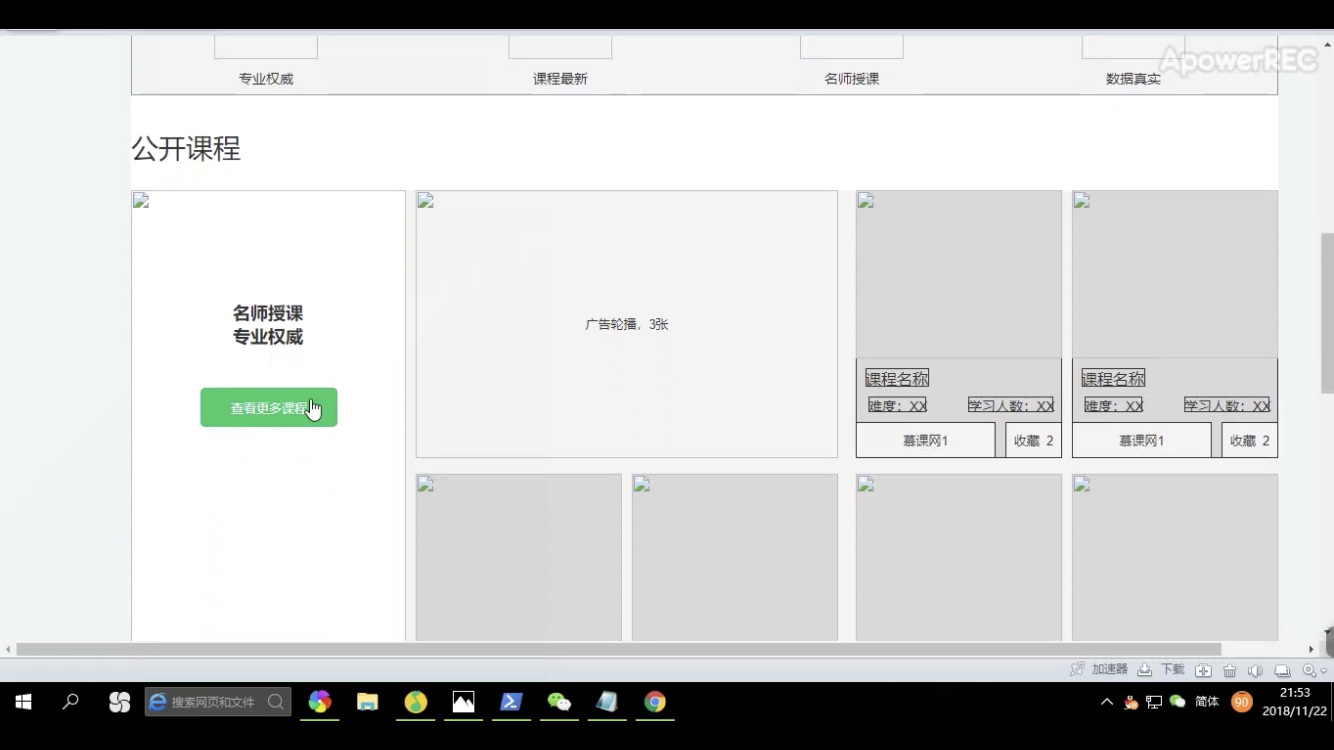 ApowerREC
专业权威
课程最新
名师授课
数据真实
公开课程
名师授课
专业权威
查看更多课程
广告轮播，3张
课程名称
难度：XX
学习人数：XX
慕课网1
收藏 2
课程名称
难度：XX
学习人数：XX
慕课网1
收藏 2
加速器
下载
搜索网页和文件
简体
90
21:53
2018/11/22